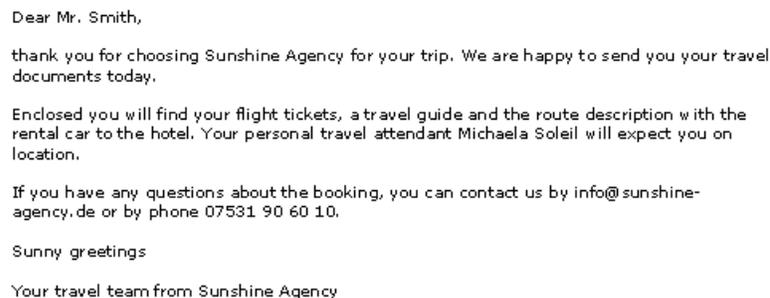 Dear Mr. Smith,
thank you for choosing Sunshine Agency for your trip. We are happy to send you your travel
documents today.
Enclosed you will find your flight tickets, a travel guide and the route description with the
rental car to the hotel. Your personal travel attendant Michaela Soleil will expect you on
location.
If you have any questions about the booking, you can contact us by info@sunshine-
agency.de or by phone 07531 90 60 10.
Sunny greetings
Your travel team from Sunshine Agency